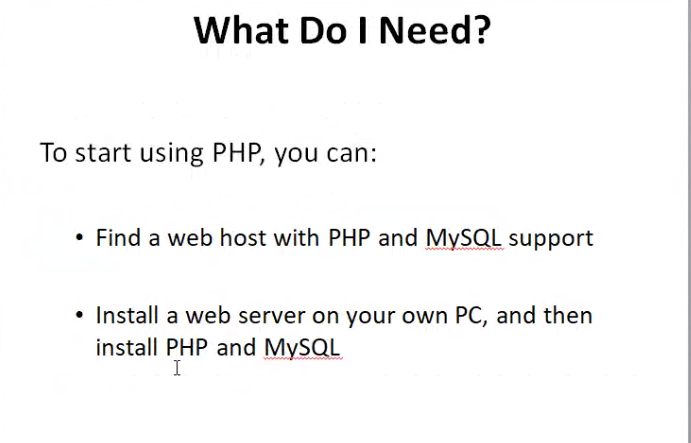 What Do I Need?
To start using PHP, you can:
• Find a web host with PHP and MySQL support
• Install a web server on your own PC, and then
install PHP and MySQL